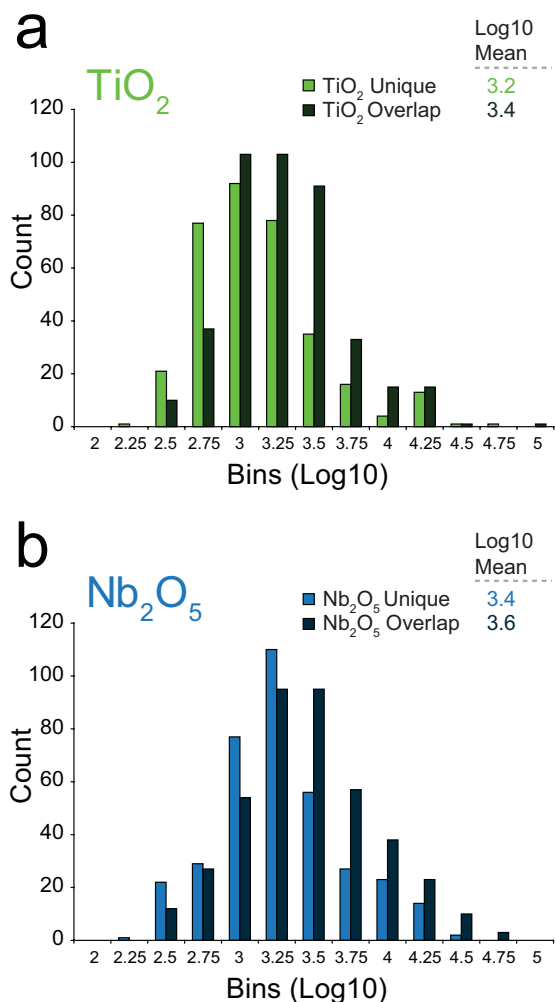 a
Log10
Mean
TiO2
TiO2 Unique 3.2
TiO2 Overlap 3.4
120
100
80
60
40
20
0
Count
2 2.25 2.5 2.75 3 3.25 3.5 3.75 4 4.25 4.5 4.75 5
Bins (Log10)
b
Log10
Mean
Nb2O5
Nb2O5 Unique 3.4
Nb2O5 Overlap 3.6
120
100
80
60
40
20
0
Count
2 2.25 2.5 2.75 3 3.25 3.5 3.75 4 4.25 4.5 4.75 5
Bins (Log10)